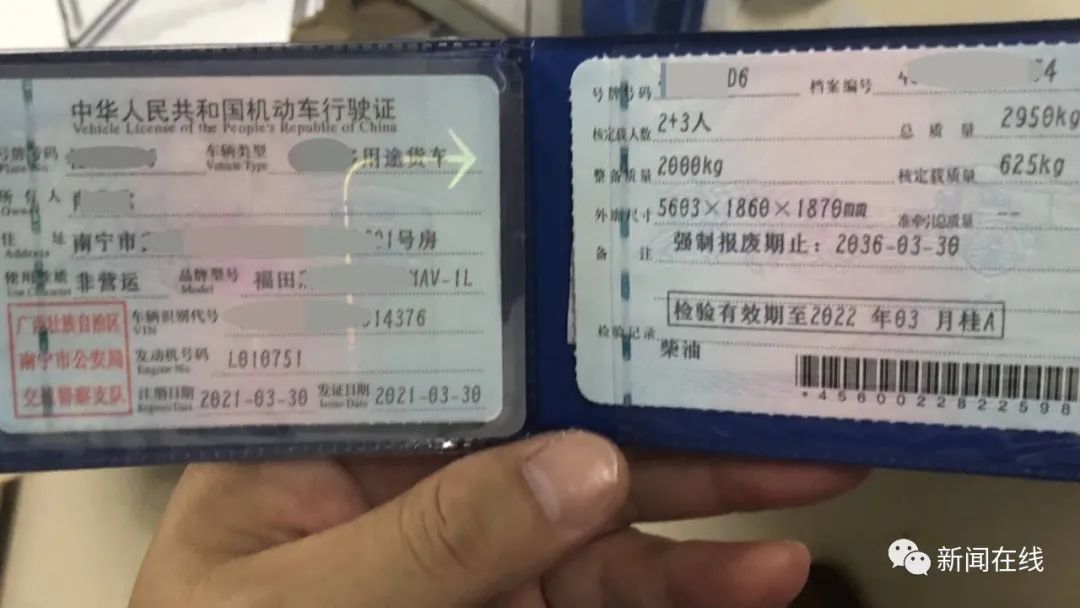 中华人民共和国机动车行驶证
Vehicle License of the People's Republic of China
号牌号码 车辆类型 用途货车
Plate No. Vehicle Type
所有人
Owner
住址 南宁市 01号房
Address
使用性质 非营运 品牌型号 福田 MAV-1L
Use Character Model
车辆识别代号 14376
VIN
发动机号码 L010751
Engine No.
注册日期 2021-03-30 发证日期 2021-03-30
Register Date Issue Date
广西壮族自治区
南宁市公安局
交通警察支队
号牌号码 D6 档案编号 4
核定载人数 2+3人 总质量 2950kg
整备质量 2000kg 核定载质量 625kg
外廓尺寸 5603×1860×1870mm 准牵引总质量 --
备注 强制报废期止：2036-03-30
检验有效期至2022 年03 月桂A
检验记录
柴油
*4560022822598
新闻在线